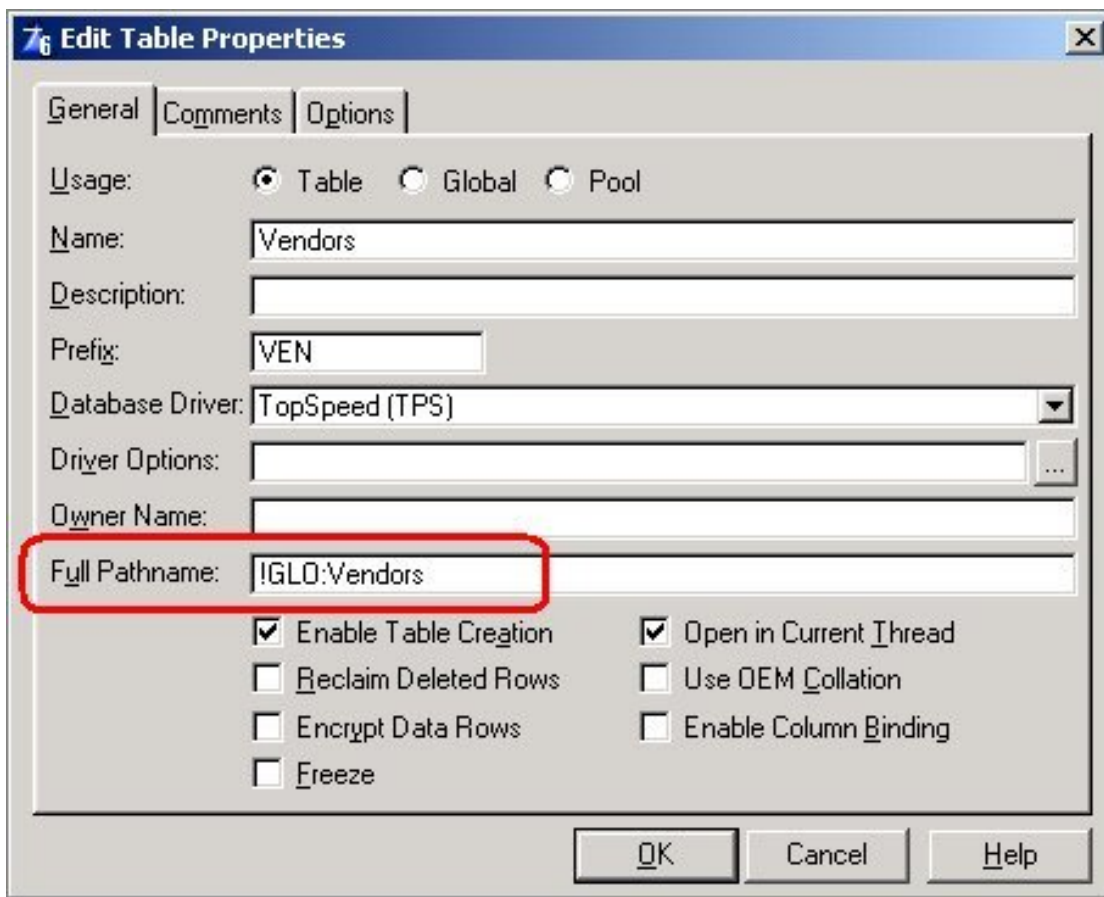 7 6 Edit Table Properties
General Comments Options
Usage: Table Global Pool
Name: Vendors
Description:
Prefix: VEN
Database Driver: TopSpeed (TPS)
Driver Options: ...
Owner Name:
Full Pathname: !GLO:Vendors
Enable Table Creation Open in Current Thread
Reclaim Deleted Rows Use OEM Collation
Encrypt Data Rows Enable Column Binding
Freeze
OK Cancel Help